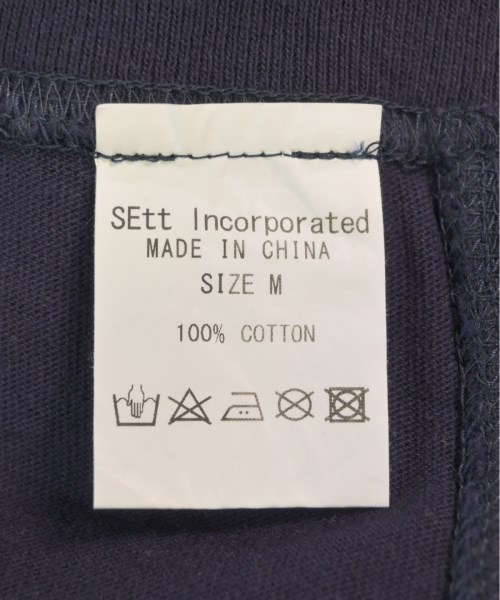 SEtt Incorporated
MADE IN CHINA
SIZE M
100% COTTON